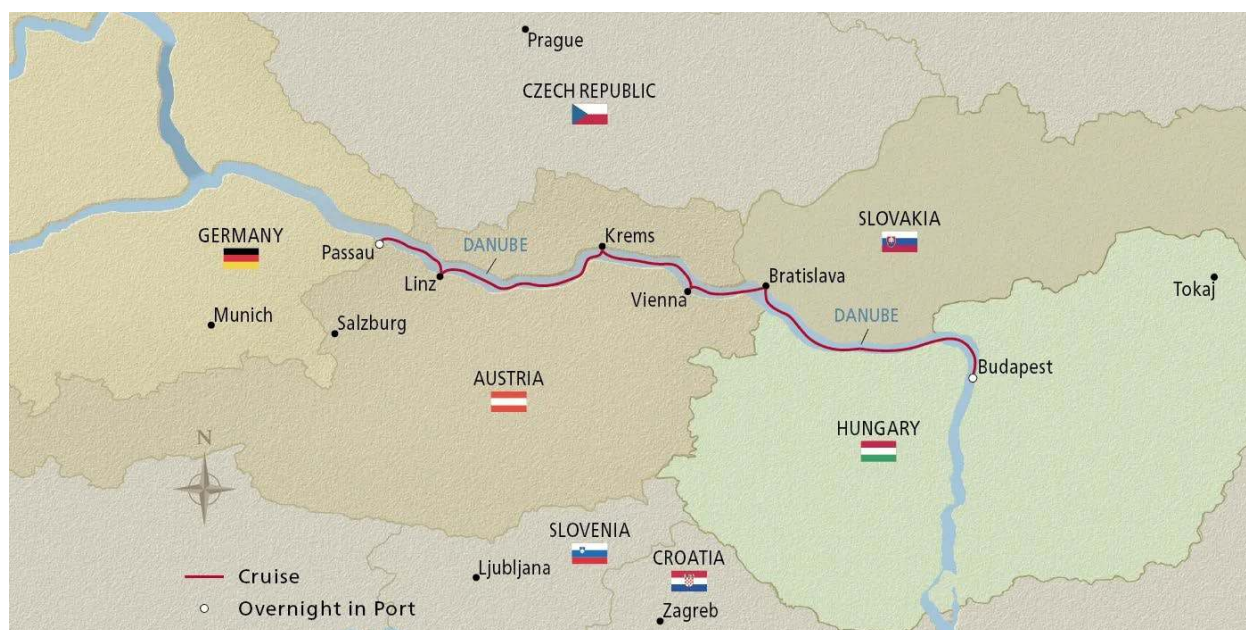 Prague
CZECH REPUBLIC
SLOVAKIA
GERMANY
Passau
DANUBE
Krems
Linz
Vienna
Bratislava
Tokaj
Munich
Salzburg
DANUBE
Budapest
AUSTRIA
HUNGARY
N
SLOVENIA
CROATIA
Ljubljana
Zagreb
Cruise
Overnight in Port